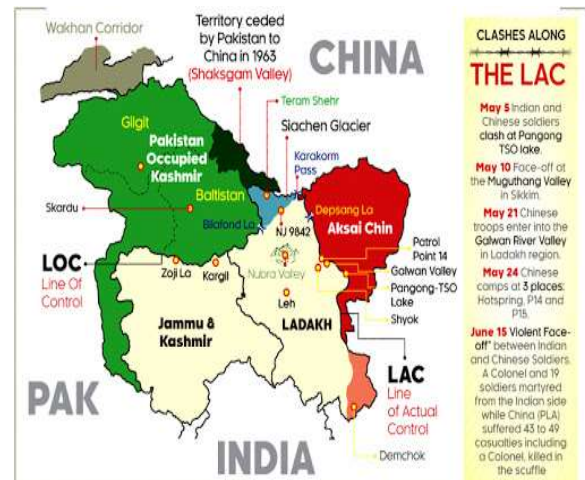 Wakhan Corridor
Territory ceded
by Pakistan to
China in 1963
(Shaksgam Valley)
CHINA
Teram Shehr
Siachen Glacier
Gilgit
Pakistan
Occupied
Kashmir
Karakorm
Pass
Baltistan
Skardu
Bilafond La
NJ 9842
Depsang La
Aksai Chin
Patrol
Point 14
Galwan Valley
Pangong-TSO
Lake
Shyok
LOC
Line Of
Control
Zoji La
Kargil
Nubra Valley
Leh
Jammu &
Kashmir
LADAKH
LAC
Line
of Actual
Control
PAK
INDIA
Demchok
CLASHES ALONG
THE LAC
May 5 Indian and
Chinese soldiers
clash at Pangong
TSO lake.
May 10 Face-off at
the Muguthang Valley
in Sikkim.
May 21 Chinese
troops enter into the
Galwan River Valley
in Ladakh region.
May 24 Chinese
camps at 3 places:
Hotspring, P14 and
P15.
June 15 Violent Face-
off" between Indian
and Chinese Soldiers.
A Colonel and 19
soldiers martyred
from the Indian side
while China (PLA)
suffered 43 to 49
casualties including
a Colonel, killed in
the scuffle